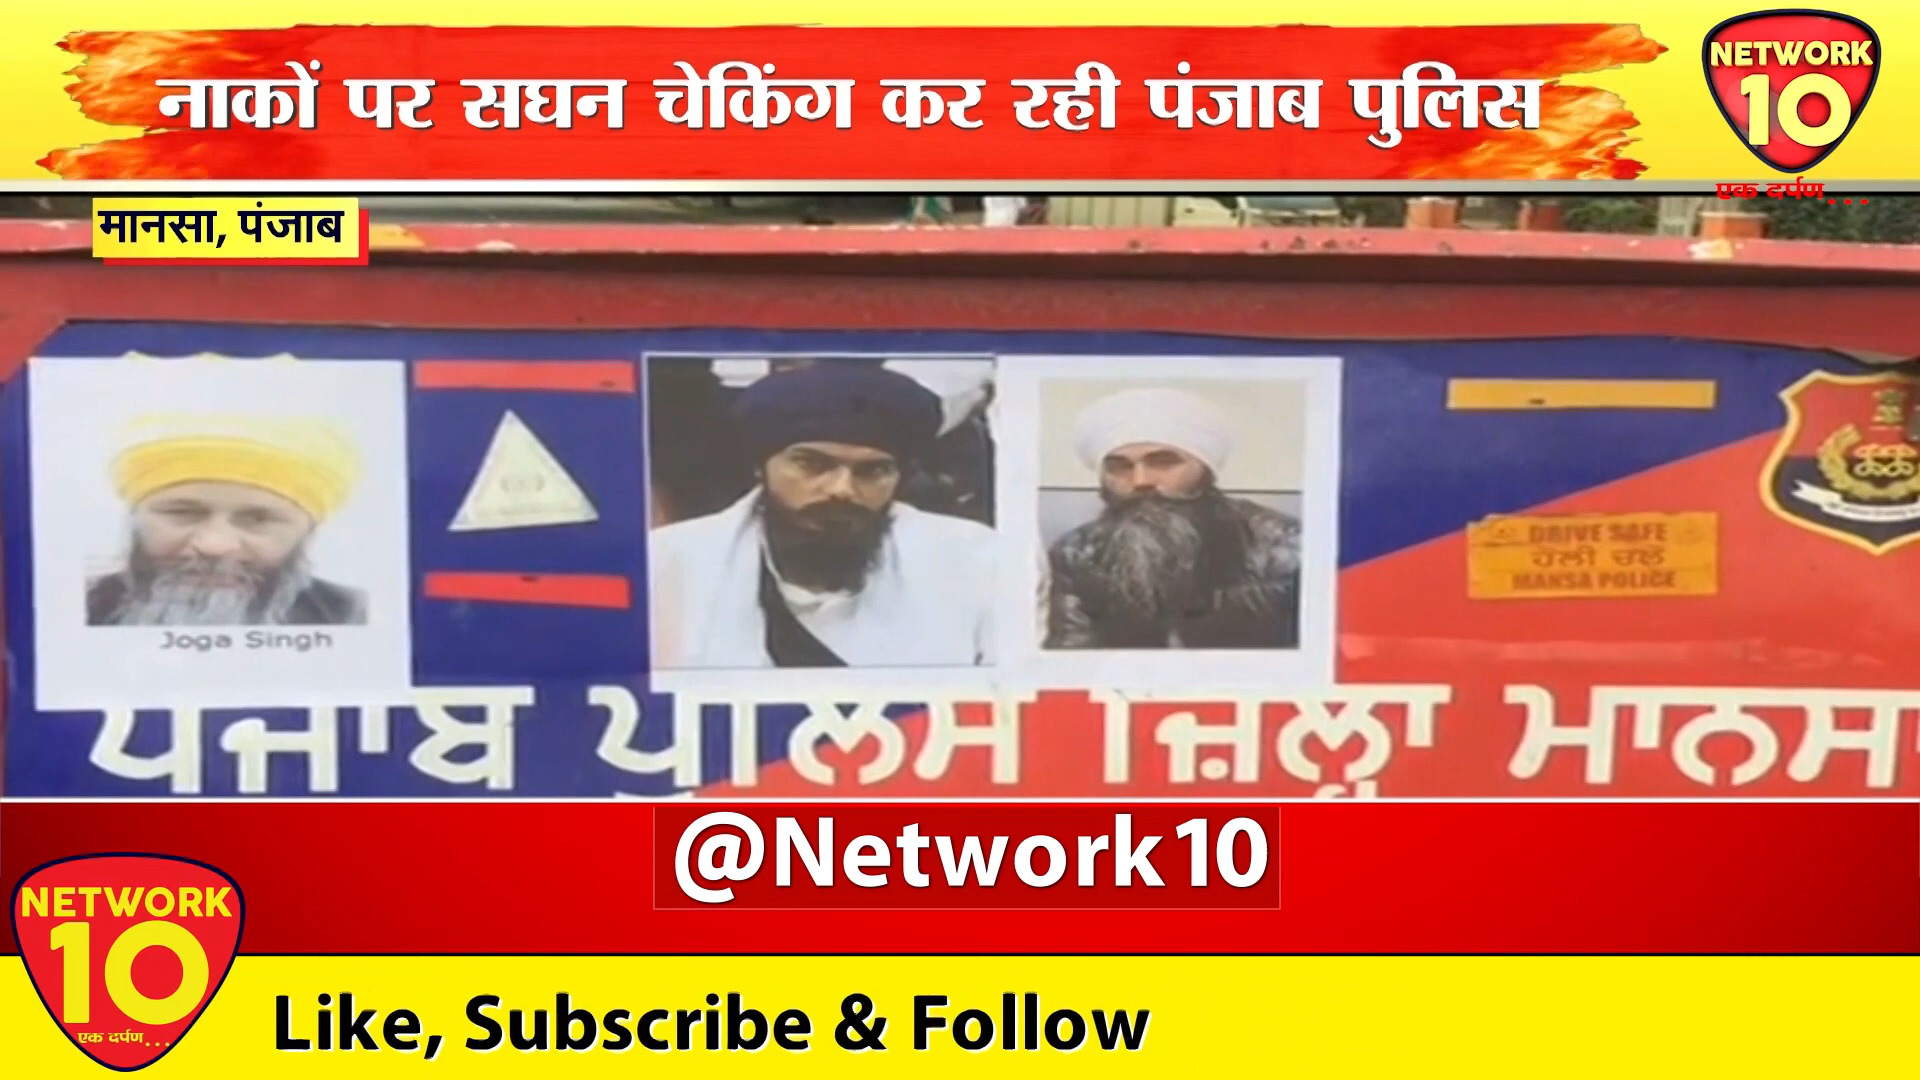 नाकों पर सघन चेकिंग कर रही पंजाब पुलिस
NETWORK
10
एक दर्पण...
मानसा, पंजाब
Joga Singh
DRIVE SAFE
ਹੌਲੀ ਚਲੋ
MANSA POLICE
ਪੰਜਾਬ ਪੁਲਿਸ ਜ਼ਿਲ੍ਹਾ ਮਾਨਸਾ
@Network10
NETWORK
10
एक दर्पण...
Like, Subscribe & Follow